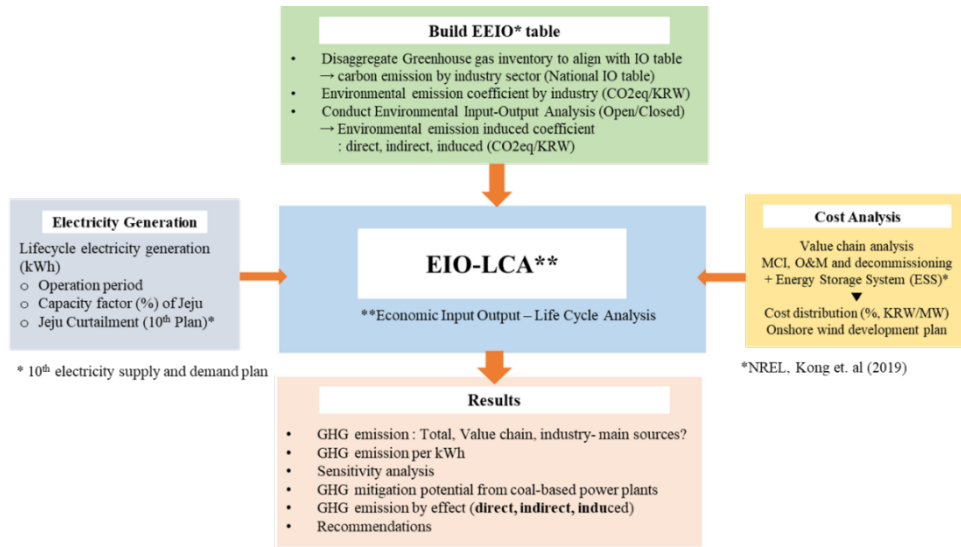 Build EEIO* table
• Disaggregate Greenhouse gas inventory to align with IO table
→ carbon emission by industry sector (National IO table)
• Environmental emission coefficient by industry (CO2eq/KRW)
• Conduct Environmental Input-Output Analysis (Open/Closed)
→ Environmental emission induced coefficient
: direct, indirect, induced (CO2eq/KRW)
Electricity Generation
Lifecycle electricity generation
(kWh)
o Operation period
o Capacity factor (%) of Jeju
o Jeju Curtailment (10th Plan)*
* 10th electricity supply and demand plan
EIO-LCA**
**Economic Input Output – Life Cycle Analysis
Cost Analysis
Value chain analysis
MCI, O&M and decommissioning
+ Energy Storage System (ESS)*
▼
Cost distribution (%, KRW/MW)
Onshore wind development plan
*NREL, Kong et. al (2019)
Results
• GHG emission : Total, Value chain, industry- main sources?
• GHG emission per kWh
• Sensitivity analysis
• GHG mitigation potential from coal-based power plants
• GHG emission by effect (direct, indirect, induced)
• Recommendations